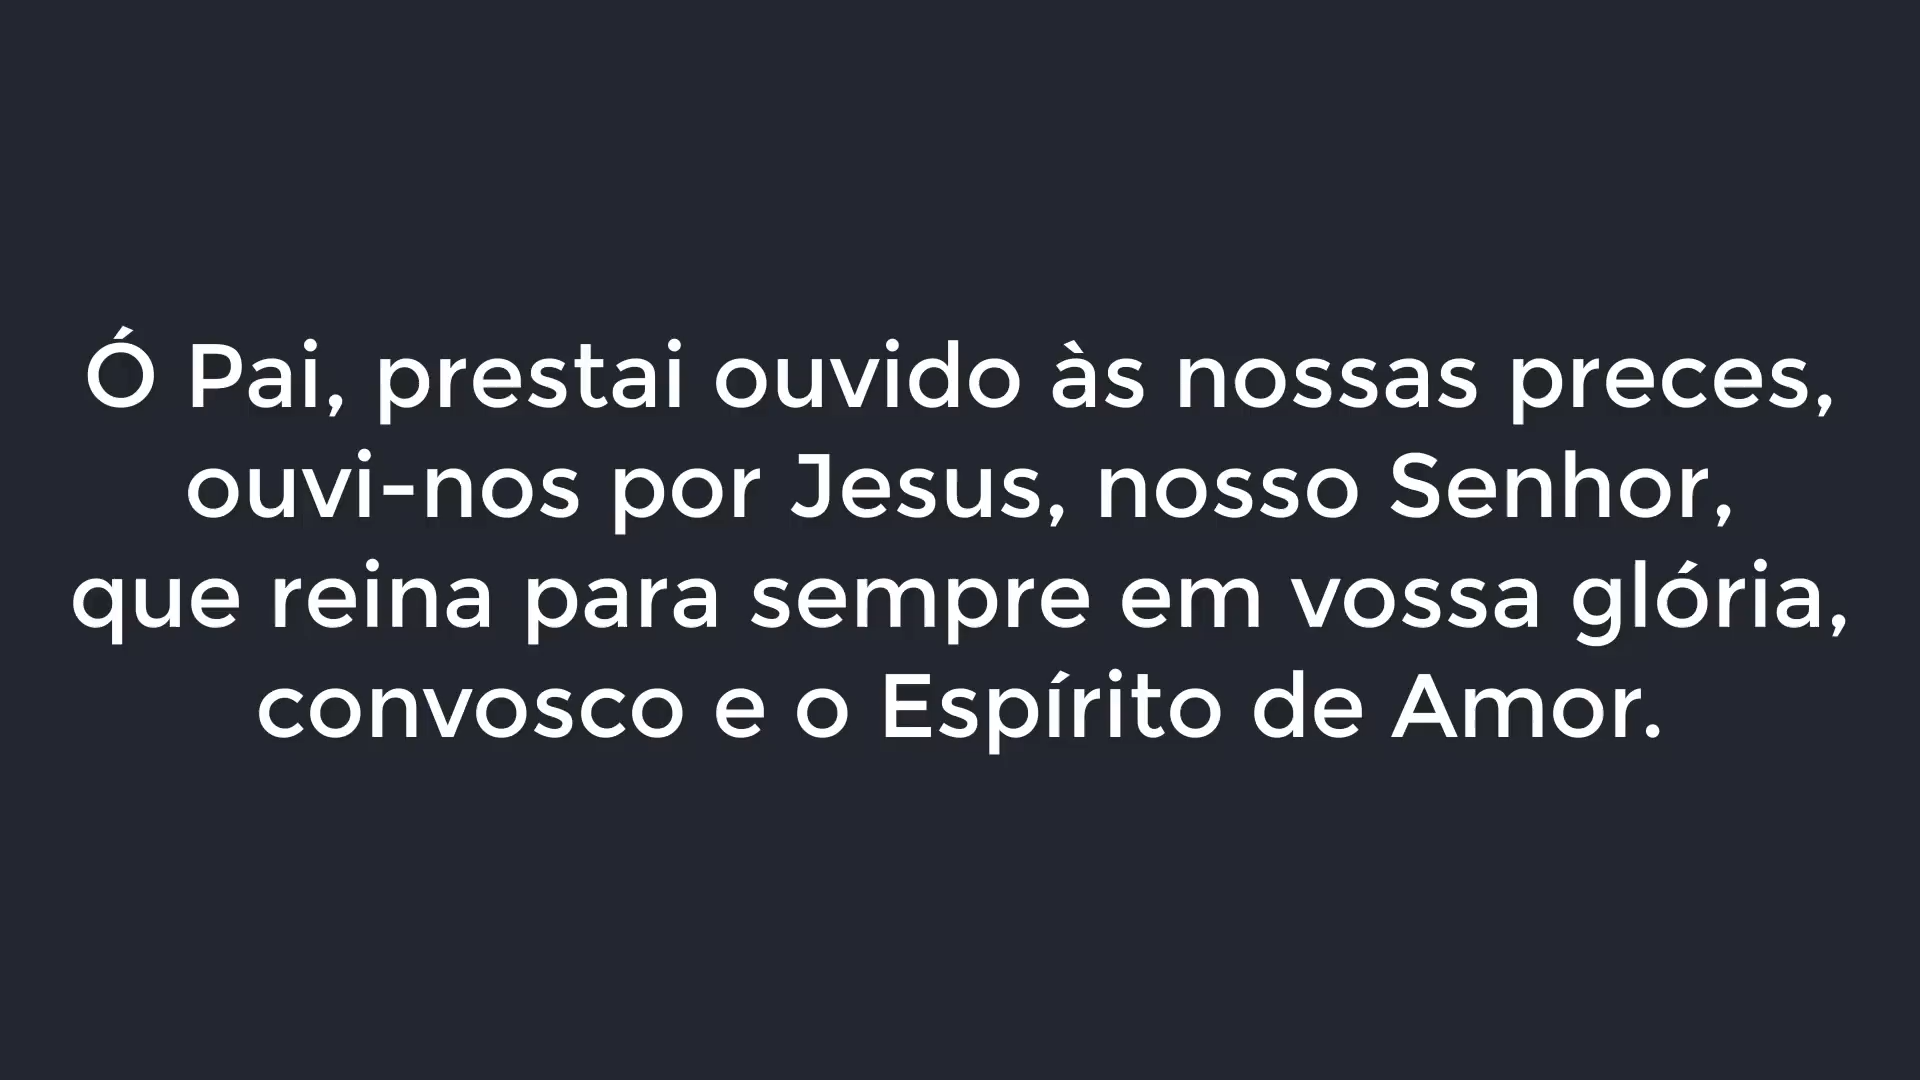 Ó Pai, prestai ouvido às nossas preces,
ouvi-nos por Jesus, nosso Senhor,
que reina para sempre em vossa glória,
convosco e o Espírito de Amor.